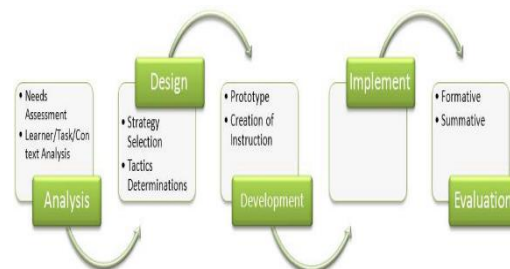 • Needs
Assessment
• Learner/Task/Con
text Analysis
Analysis
Design
• Strategy
Selection
• Tactics
Determinations
• Prototype
• Creation of
Instruction
Development
Implement
• Formative
• Summative
Evaluation